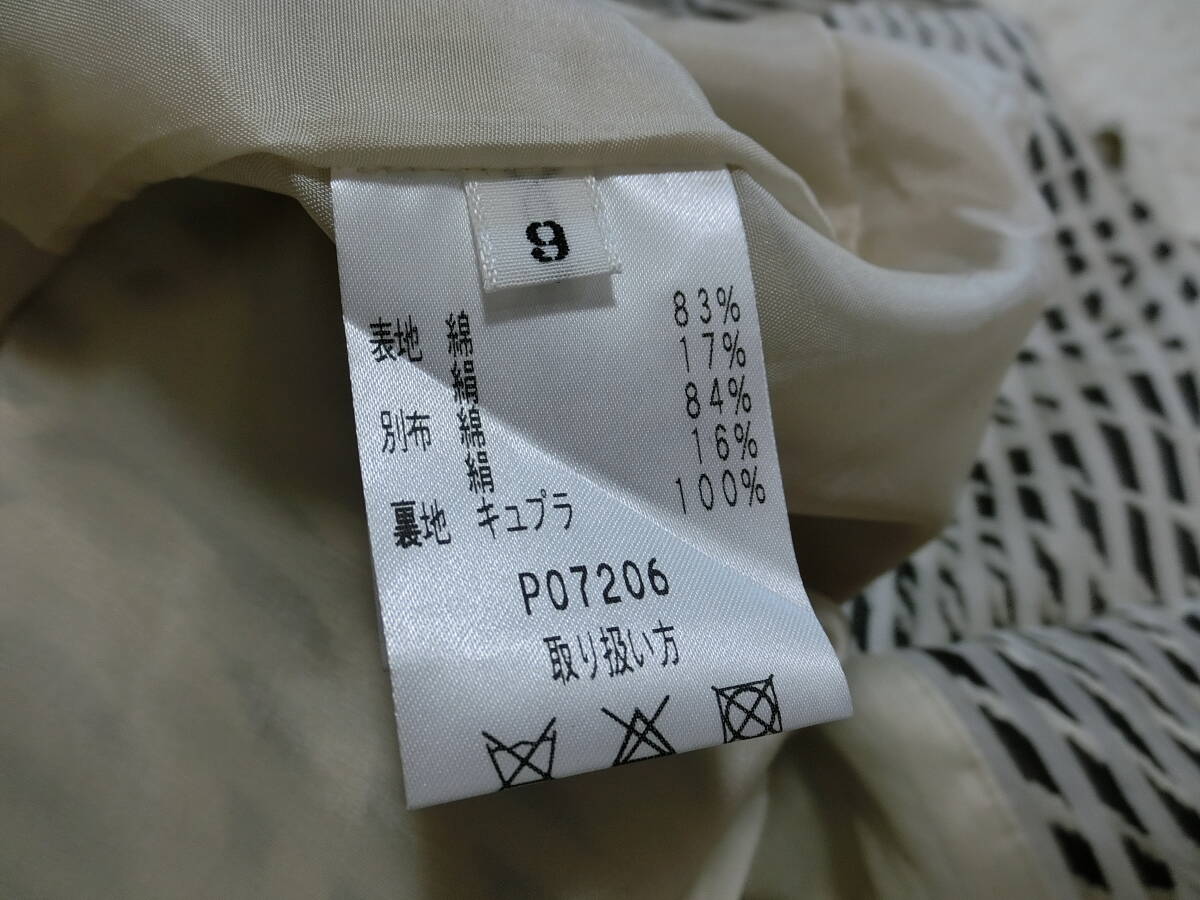 9
表地 綿 83%
絹 17%
別布 綿 84%
絹 16%
裏地 キュプラ 100%
P07206
取り扱い方